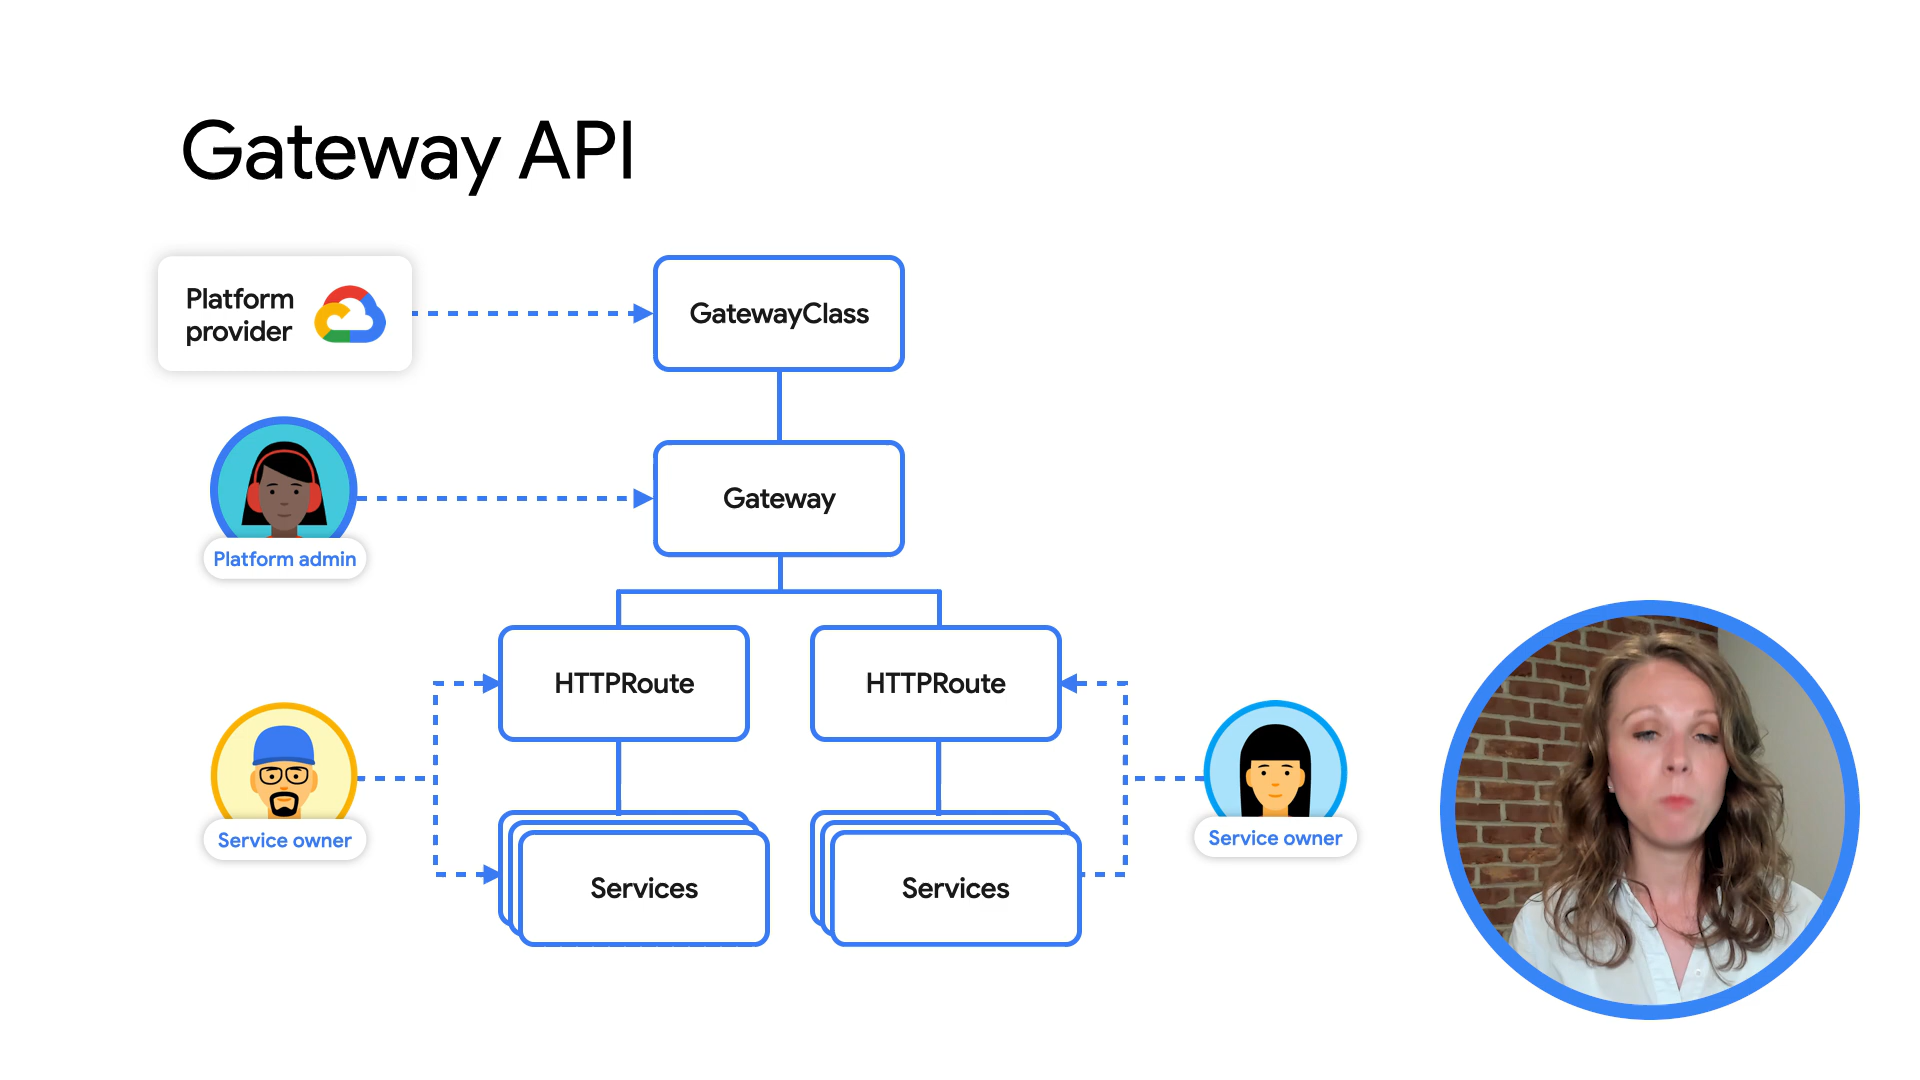 Gateway API
Platform
provider
GatewayClass
Gateway
Platform admin
HTTPRoute
HTTPRoute
Service owner
Service owner
Services
Services